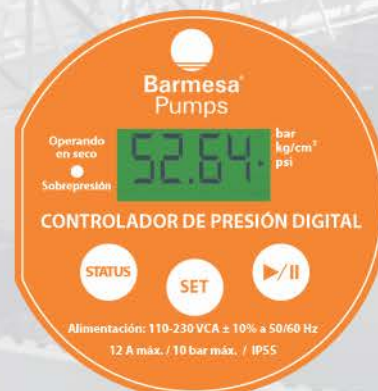 Barmesa®
Pumps
Operando
en seco
Sobrepresión
52.64
bar
kg/cm²
psi
CONTROLADOR DE PRESIÓN DIGITAL
STATUS
SET
▶/II
Alimentación: 110-230 VCA ± 10% a 50/60 Hz
12 A máx. / 10 bar máx. / IP55